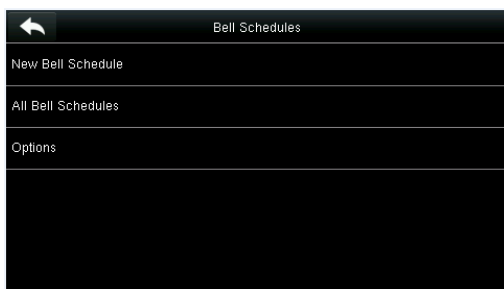 Bell Schedules
New Bell Schedule
All Bell Schedules
Options